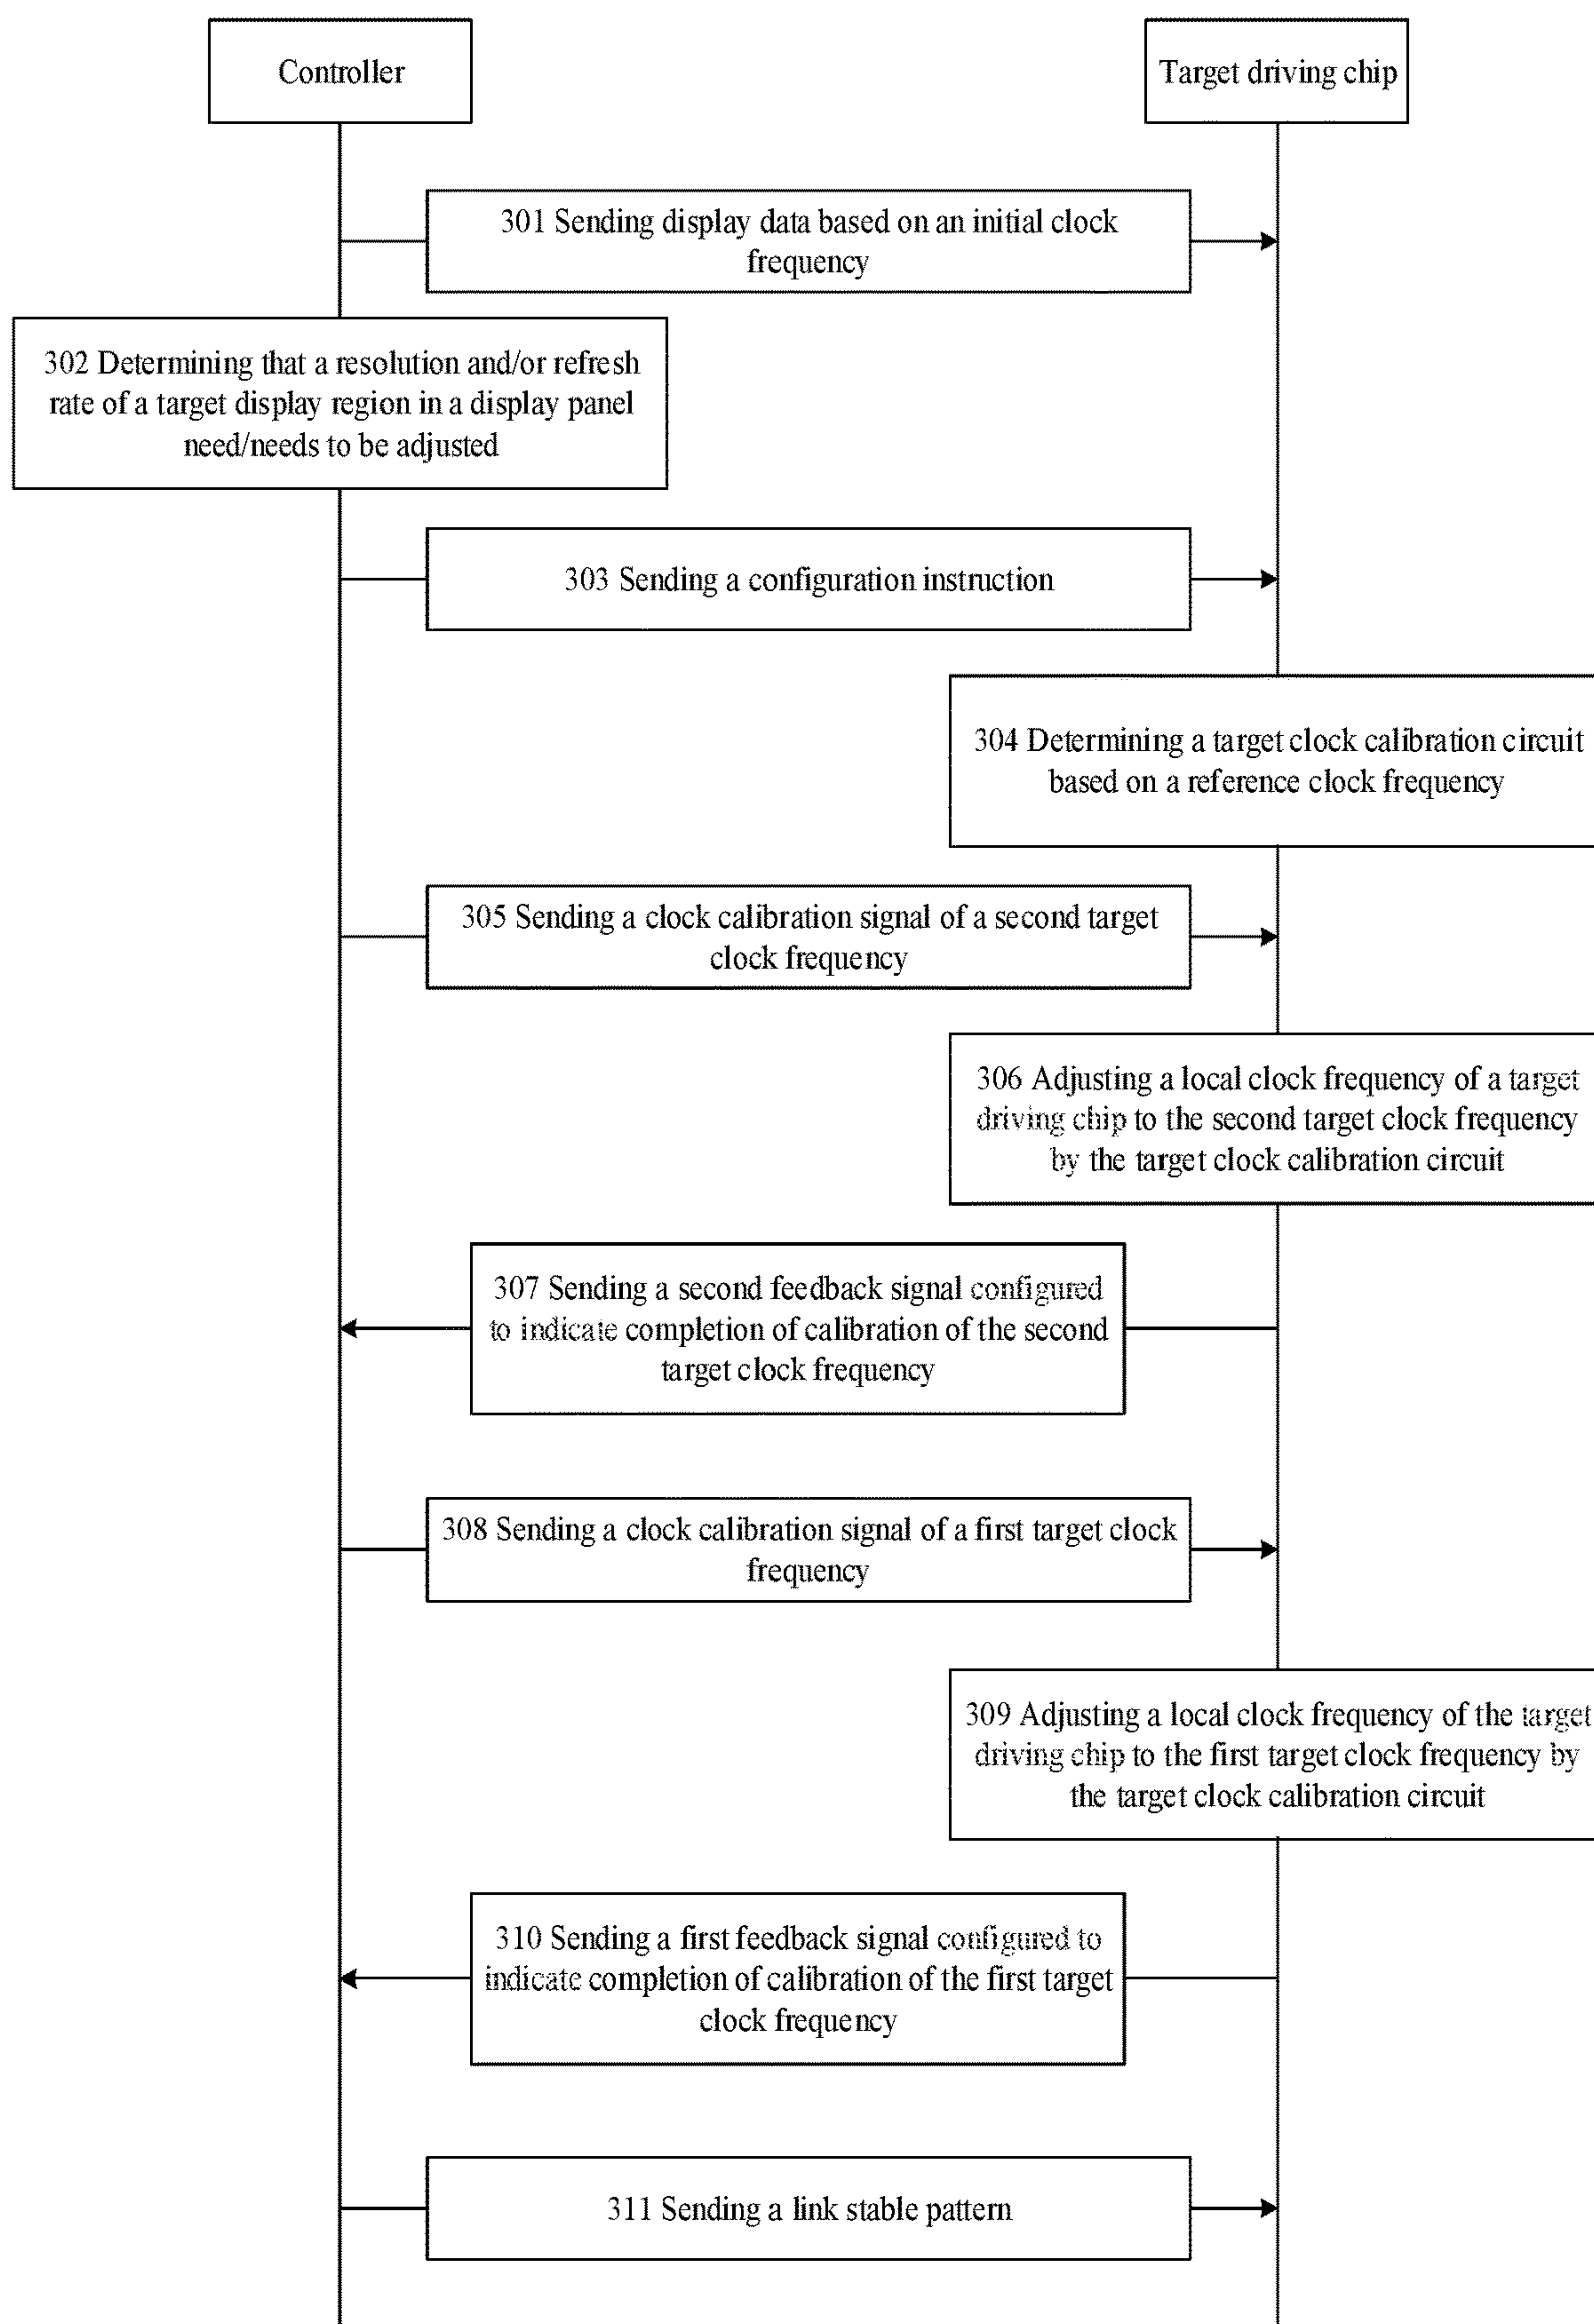 Controller
Target driving chip
301 Sending display data based on an initial clock
frequency
302 Determining that a resolution and/or refresh
rate of a target display region in a display panel
need/needs to be adjusted
303 Sending a configuration instruction
304 Determining a target clock calibration circuit
based on a reference clock frequency
305 Sending a clock calibration signal of a second target
clock frequency
306 Adjusting a local clock frequency of a target
driving chip to the second target clock frequency
by the target clock calibration circuit
307 Sending a second feedback signal configured
to indicate completion of calibration of the second
target clock frequency
308 Sending a clock calibration signal of a first target clock
frequency
309 Adjusting a local clock frequency of the target
driving chip to the first target clock frequency by
the target clock calibration circuit
310 Sending a first feedback signal configured to
indicate completion of calibration of the first target
clock frequency
311 Sending a link stable pattern